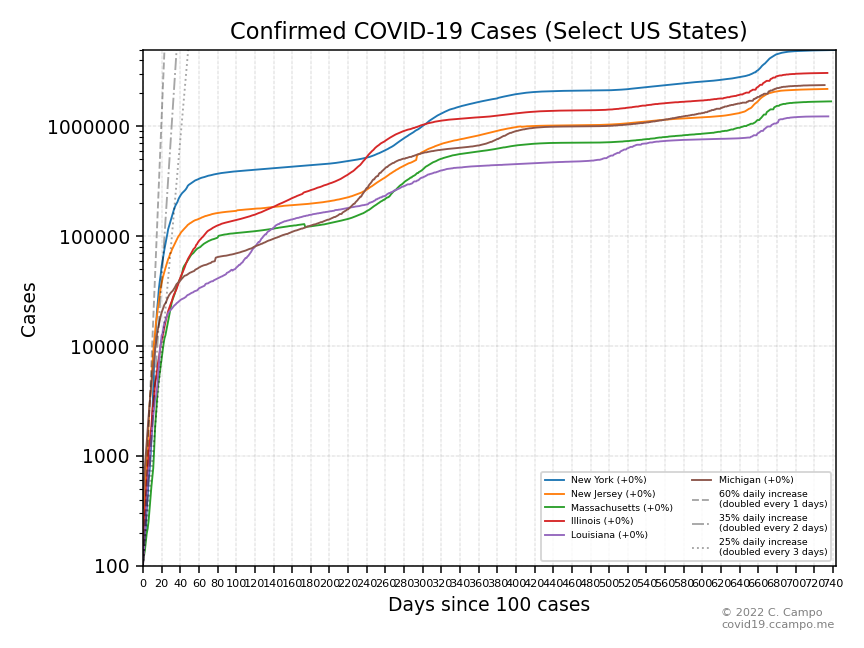 Confirmed COVID-19 Cases (Select US States)
Cases
1000000
100000
10000
1000
100
0 20 40 60 80 100 120 140 160 180 200 220 240 260 280 300 320 340 360 380 400 420 440 460 480 500 520 540 560 580 600 620 640 660 680 700 720 740
Days since 100 cases
New York (+0%)
New Jersey (+0%)
Massachusetts (+0%)
Illinois (+0%)
Louisiana (+0%)
Michigan (+0%)
60% daily increase
(doubled every 1 days)
35% daily increase
(doubled every 2 days)
25% daily increase
(doubled every 3 days)
© 2022 C. Campo
covid19.ccampo.me